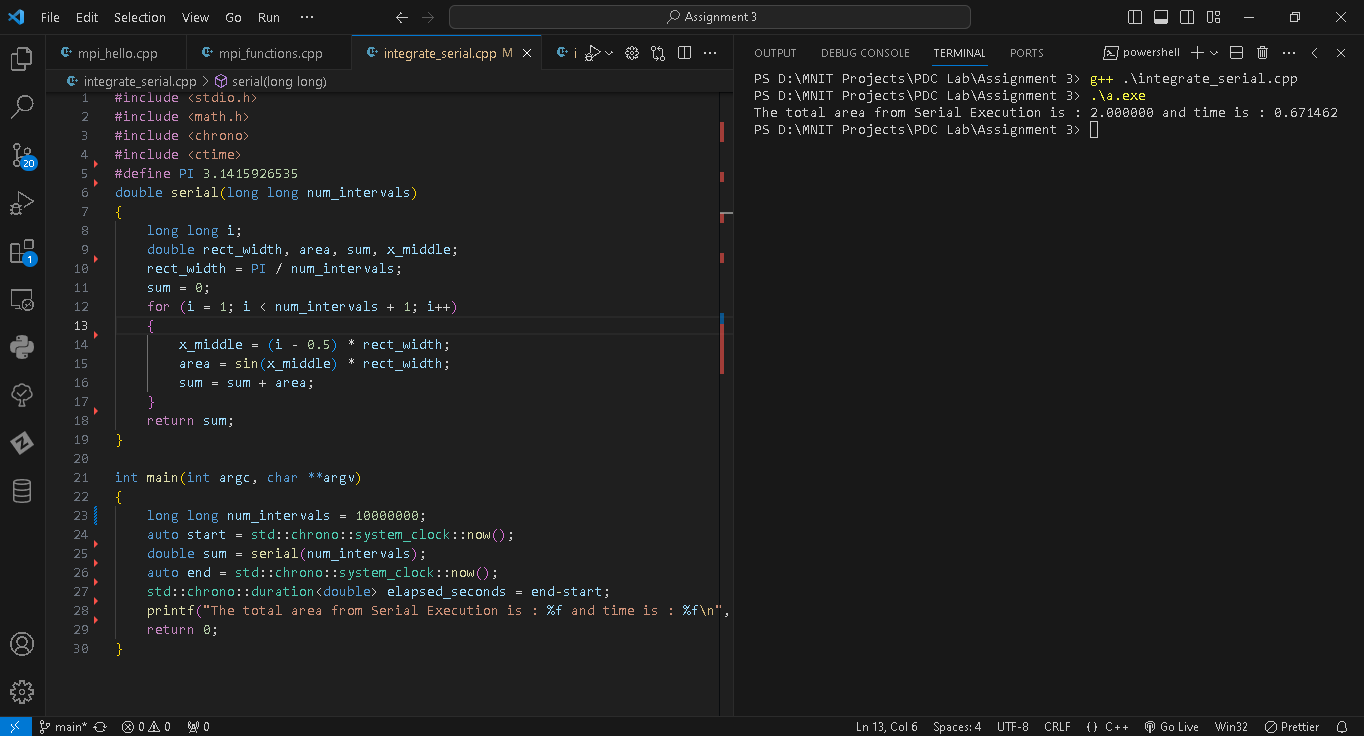 File Edit Selection View Go Run ··· Assignment 3
mpi_hello.cpp mpi_functions.cpp integrate_serial.cpp M i
integrate_serial.cpp > serial(long long)
1 #include <stdio.h>
2 #include <math.h>
3 #include <chrono>
4 #include <ctime>
5 #define PI 3.1415926535
6 double serial(long long num_intervals)
7 {
8 long long i;
9 double rect_width, area, sum, x_middle;
10 rect_width = PI / num_intervals;
11 sum = 0;
12 for (i = 1; i < num_intervals + 1; i++)
13 {
14 x_middle = (i - 0.5) * rect_width;
15 area = sin(x_middle) * rect_width;
16 sum = sum + area;
17 }
18 return sum;
19 }
20
21 int main(int argc, char **argv)
22 {
23 long long num_intervals = 10000000;
24 auto start = std::chrono::system_clock::now();
25 double sum = serial(num_intervals);
26 auto end = std::chrono::system_clock::now();
27 std::chrono::duration<double> elapsed_seconds = end-start;
28 printf("The total area from Serial Execution is : %f and time is : %f\n",
29 return 0;
30 }
20
1
OUTPUT DEBUG CONSOLE TERMINAL PORTS powershell
PS D:\MNIT Projects\PDC Lab\Assignment 3> g++ .\integrate_serial.cpp
PS D:\MNIT Projects\PDC Lab\Assignment 3> .\a.exe
The total area from Serial Execution is : 2.000000 and time is : 0.671462
PS D:\MNIT Projects\PDC Lab\Assignment 3>
main* 0 0 0 Ln 13, Col 6 Spaces: 4 UTF-8 CRLF {} C++ Go Live Win32 Prettier